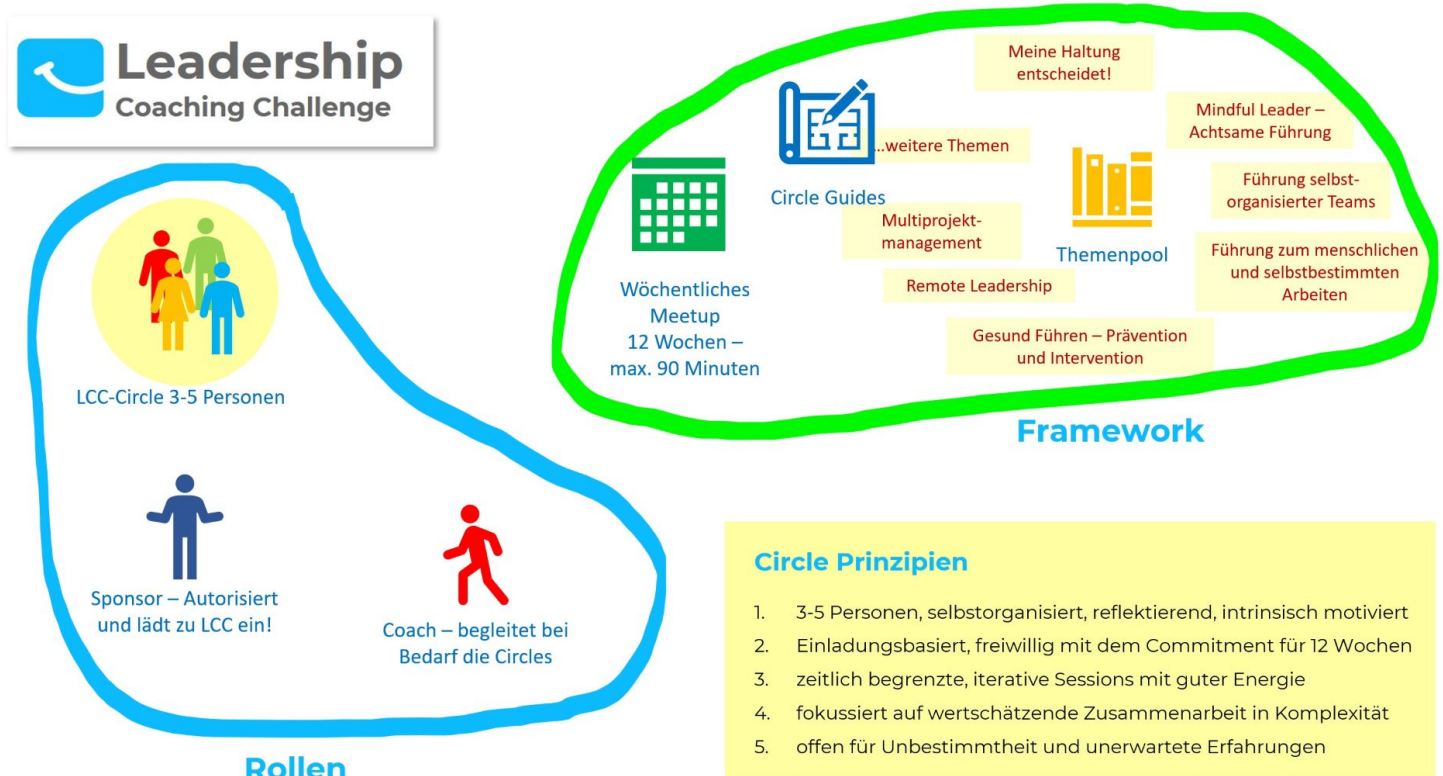 Leadership
Coaching Challenge
LCC-Circle 3-5 Personen
Sponsor – Autorisiert
und lädt zu LCC ein!
Coach – begleitet bei
Bedarf die Circles
Rollen
Meine Haltung
entscheidet!
Mindful Leader –
Achtsame Führung
...weitere Themen
Circle Guides
Führung selbst-
organisierter Teams
Multiprojekt-
management
Themenpool
Führung zum menschlichen
und selbstbestimmten
Arbeiten
Remote Leadership
Wöchentliches
Meetup
12 Wochen –
max. 90 Minuten
Gesund Führen – Prävention
und Intervention
Framework
Circle Prinzipien
1. 3-5 Personen, selbstorganisiert, reflektierend, intrinsisch motiviert
2. Einladungsbasiert, freiwillig mit dem Commitment für 12 Wochen
3. zeitlich begrenzte, iterative Sessions mit guter Energie
4. fokussiert auf wertschätzende Zusammenarbeit in Komplexität
5. offen für Unbestimmtheit und unerwartete Erfahrungen